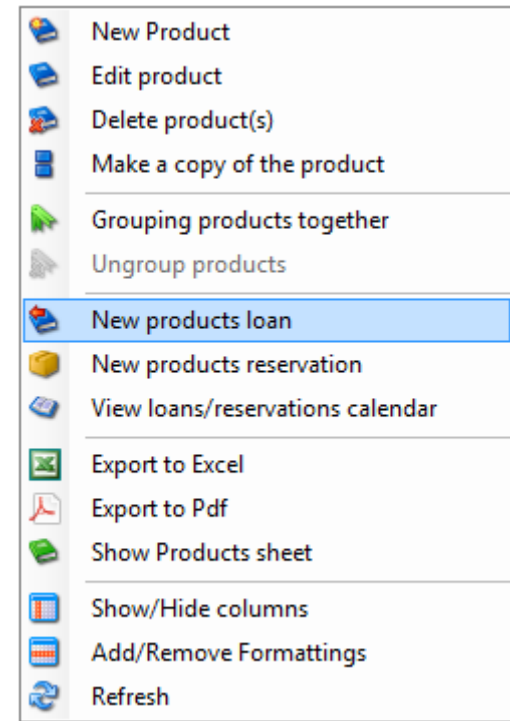 New Product
Edit product
Delete product(s)
Make a copy of the product
Grouping products together
Ungroup products
New products loan
New products reservation
View loans/reservations calendar
Export to Excel
Export to Pdf
Show Products sheet
Show/Hide columns
Add/Remove Formattings
Refresh